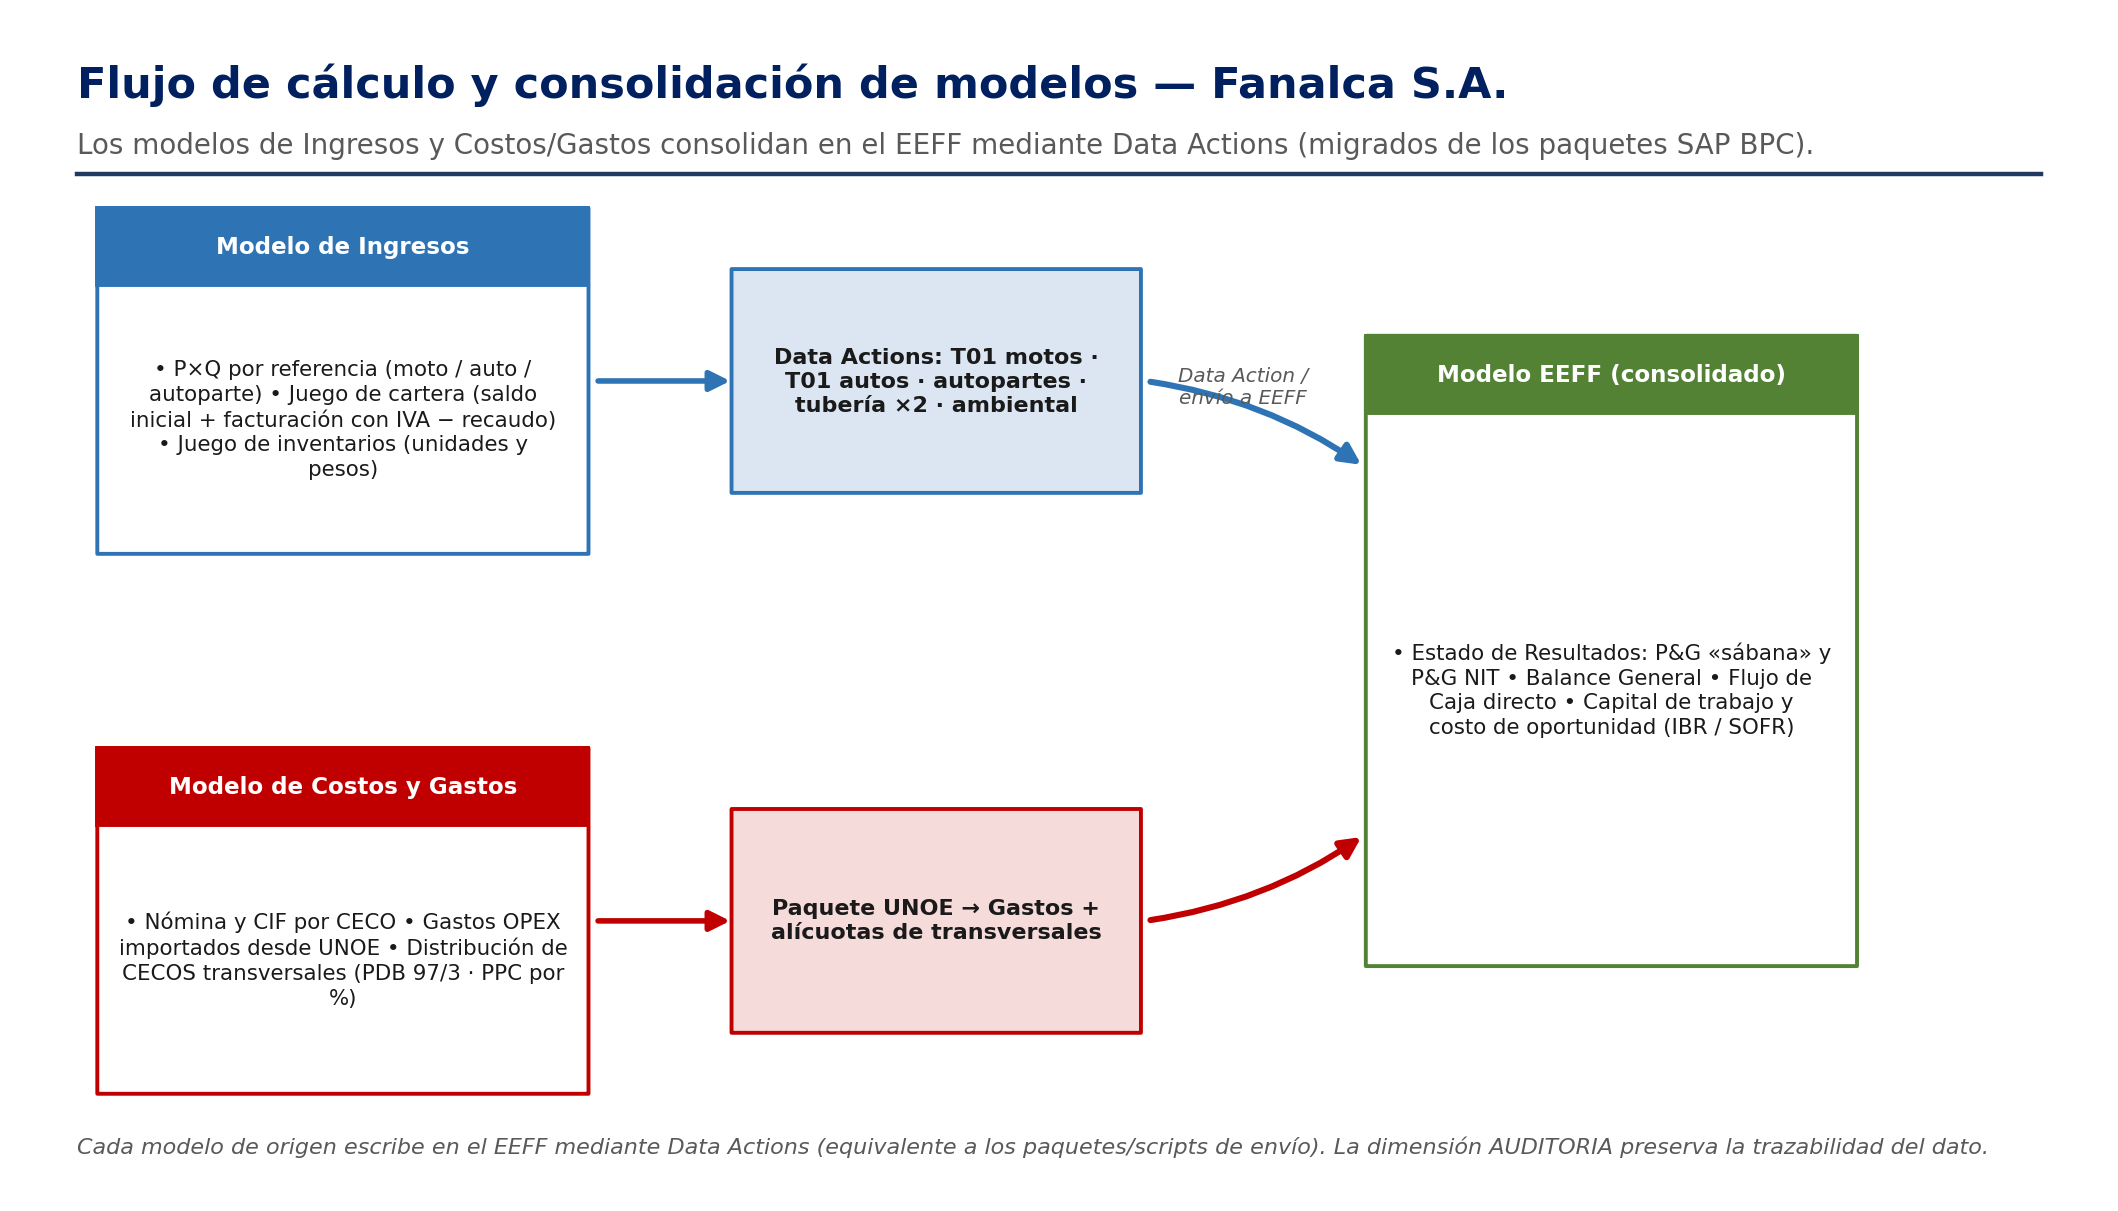 Flujo de cálculo y consolidación de modelos — Fanalca S.A.
Los modelos de Ingresos y Costos/Gastos consolidan en el EEFF mediante Data Actions (migrados de los paquetes SAP BPC).
Modelo de Ingresos
• P×Q por referencia (moto / auto /
autoparte) • Juego de cartera (saldo
inicial + facturación con IVA − recaudo)
• Juego de inventarios (unidades y
pesos)
Data Actions: T01 motos ·
T01 autos · autopartes ·
tubería ×2 · ambiental
Data Action /
envío a EEFF
Modelo EEFF (consolidado)
• Estado de Resultados: P&G «sábana» y
P&G NIT • Balance General • Flujo de
Caja directo • Capital de trabajo y
costo de oportunidad (IBR / SOFR)
Modelo de Costos y Gastos
• Nómina y CIF por CECO • Gastos OPEX
importados desde UNOE • Distribución de
CECOS transversales (PDB 97/3 · PPC por
%)
Paquete UNOE → Gastos +
alícuotas de transversales
Cada modelo de origen escribe en el EEFF mediante Data Actions (equivalente a los paquetes/scripts de envío). La dimensión AUDITORIA preserva la trazabilidad del dato.